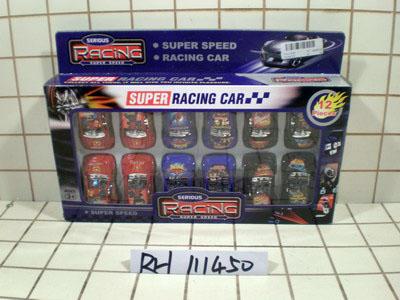 SERIOUS
RACING
SUPER SPEED
SUPER SPEED
RACING CAR
SUPER RACING CAR
12
Pieces
3+
SERIOUS
RACING
SUPER SPEED
SUPER SPEED
RH 111450